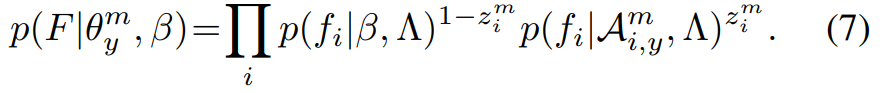 p(F|θ_y^m, β) = ∏_i p(f_i|β, Λ)^{1−z_i^m} p(f_i|𝒜_{i,y}^m, Λ)^{z_i^m}. (7)